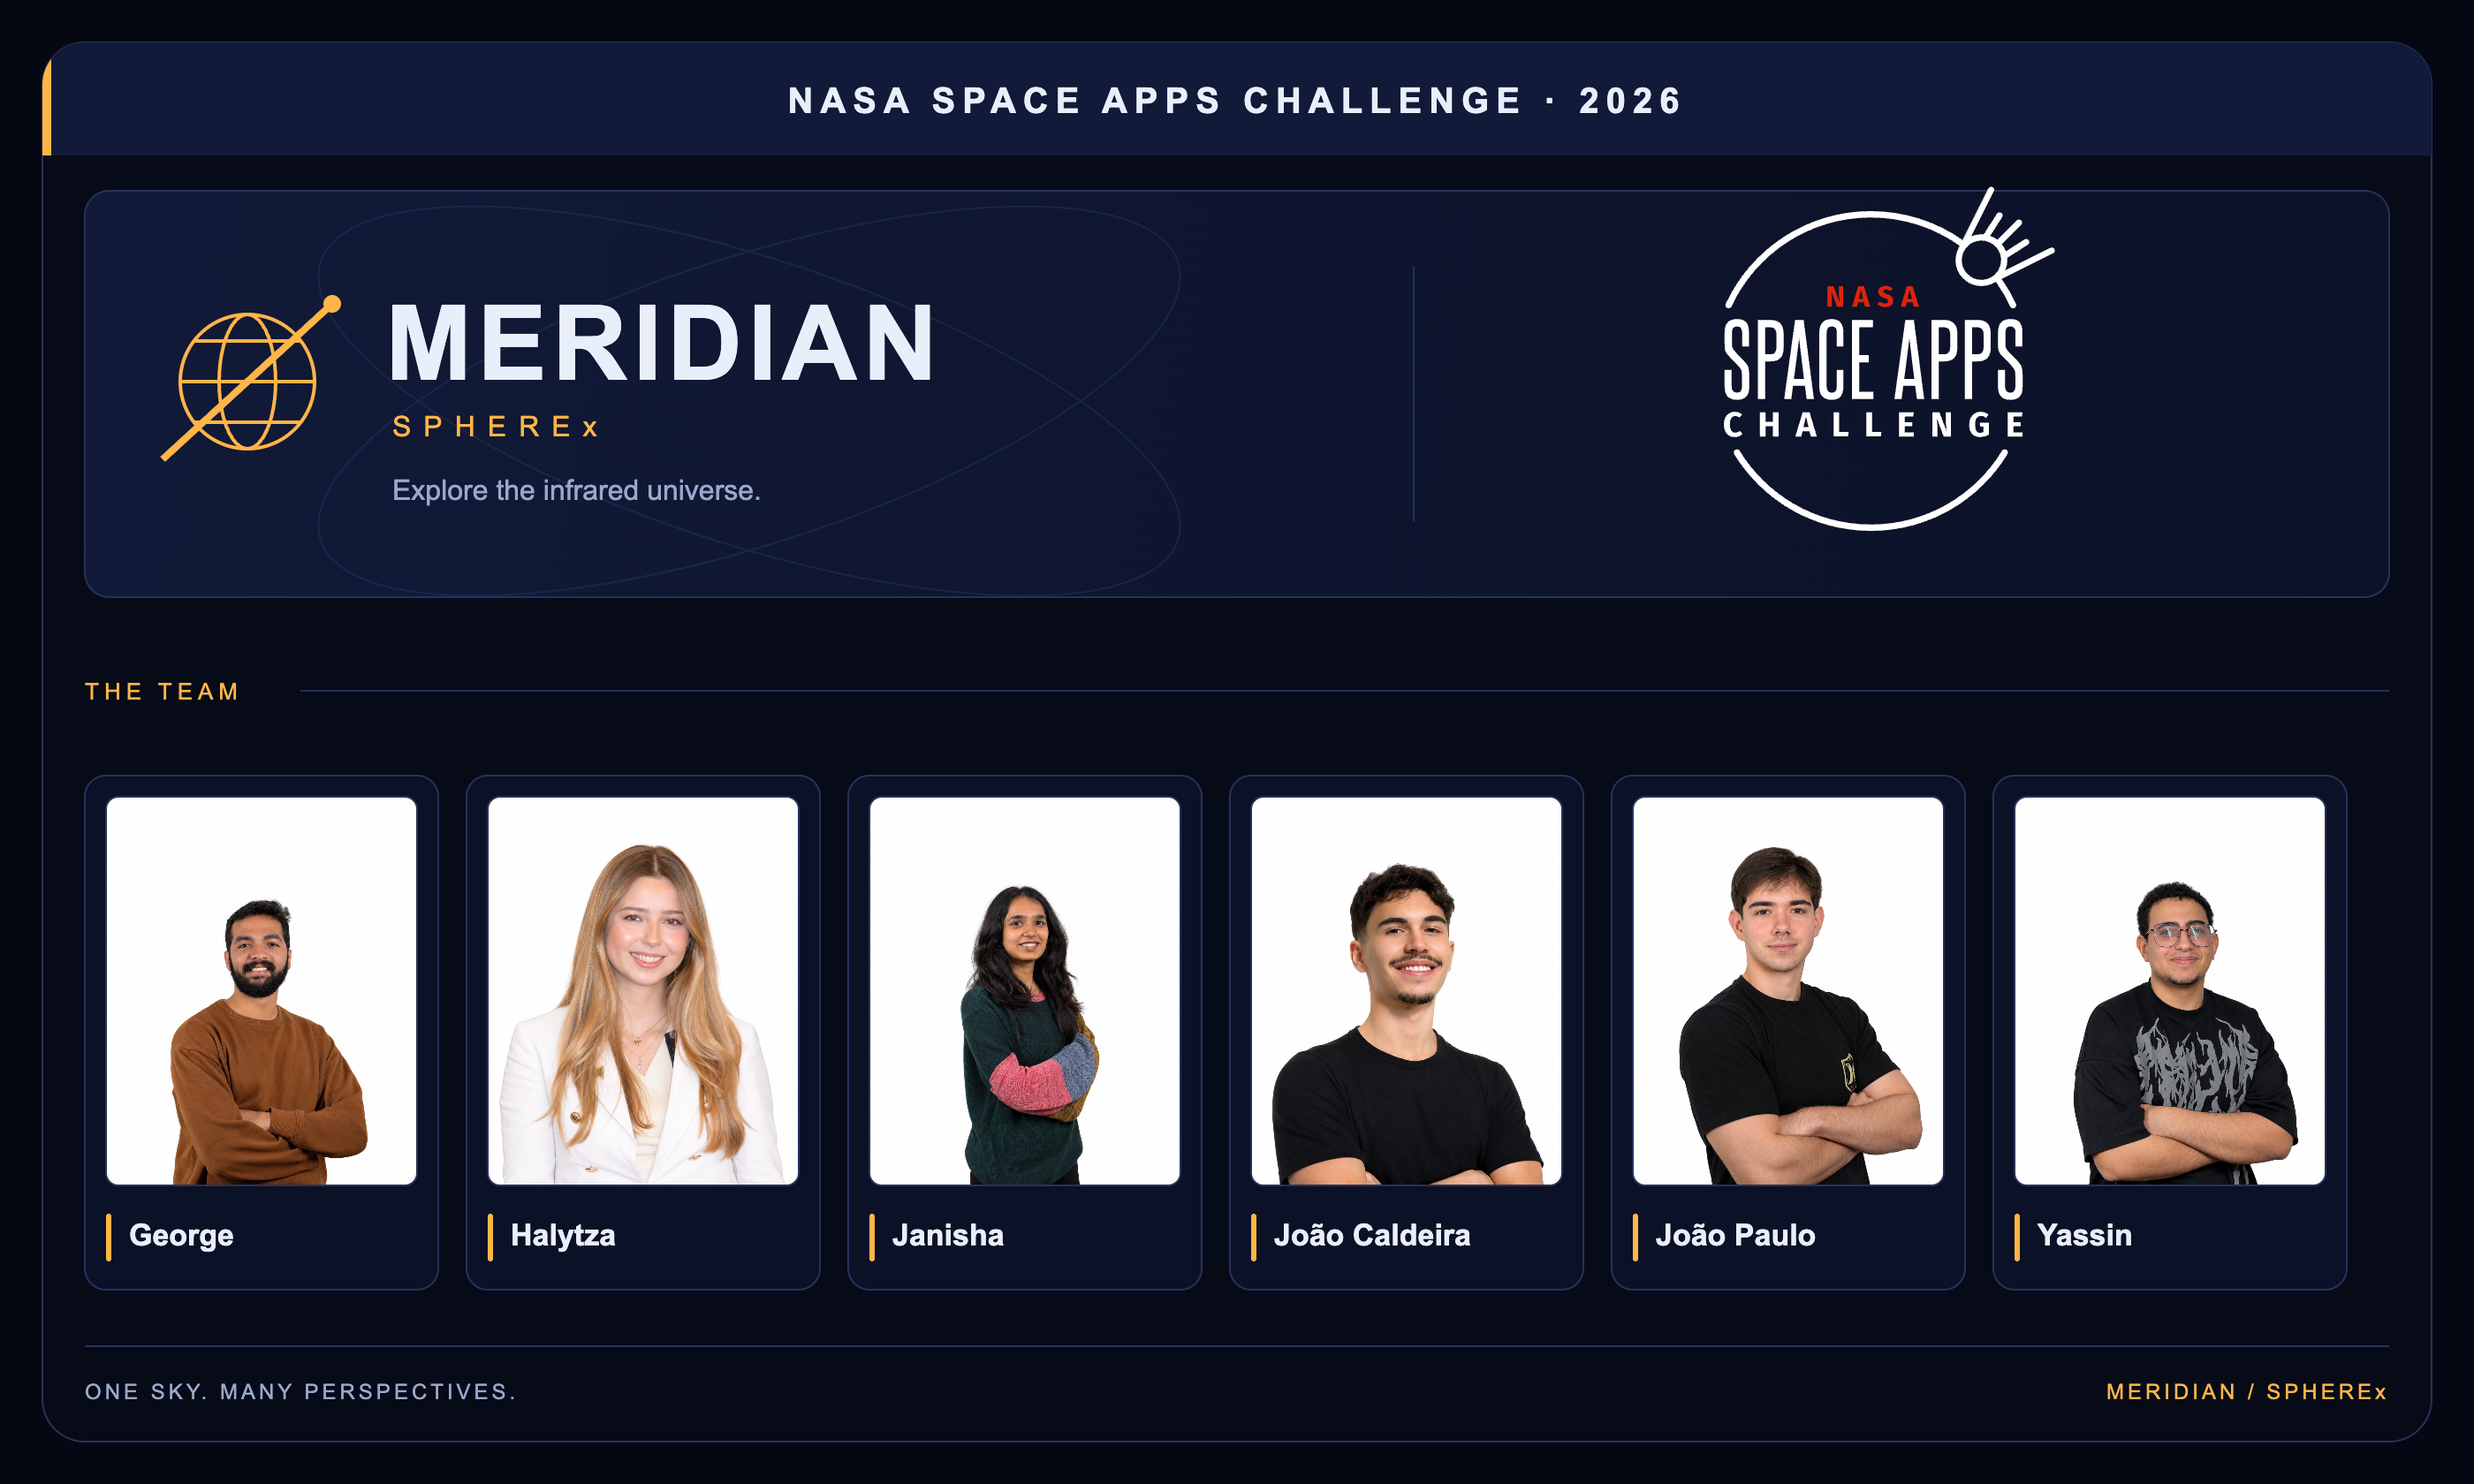 NASA SPACE APPS CHALLENGE · 2026
MERIDIAN
SPHEREx
Explore the infrared universe.
NASA
SPACE APPS
CHALLENGE
THE TEAM
George
Halytza
Janisha
João Caldeira
João Paulo
Yassin
ONE SKY. MANY PERSPECTIVES.
MERIDIAN / SPHEREx